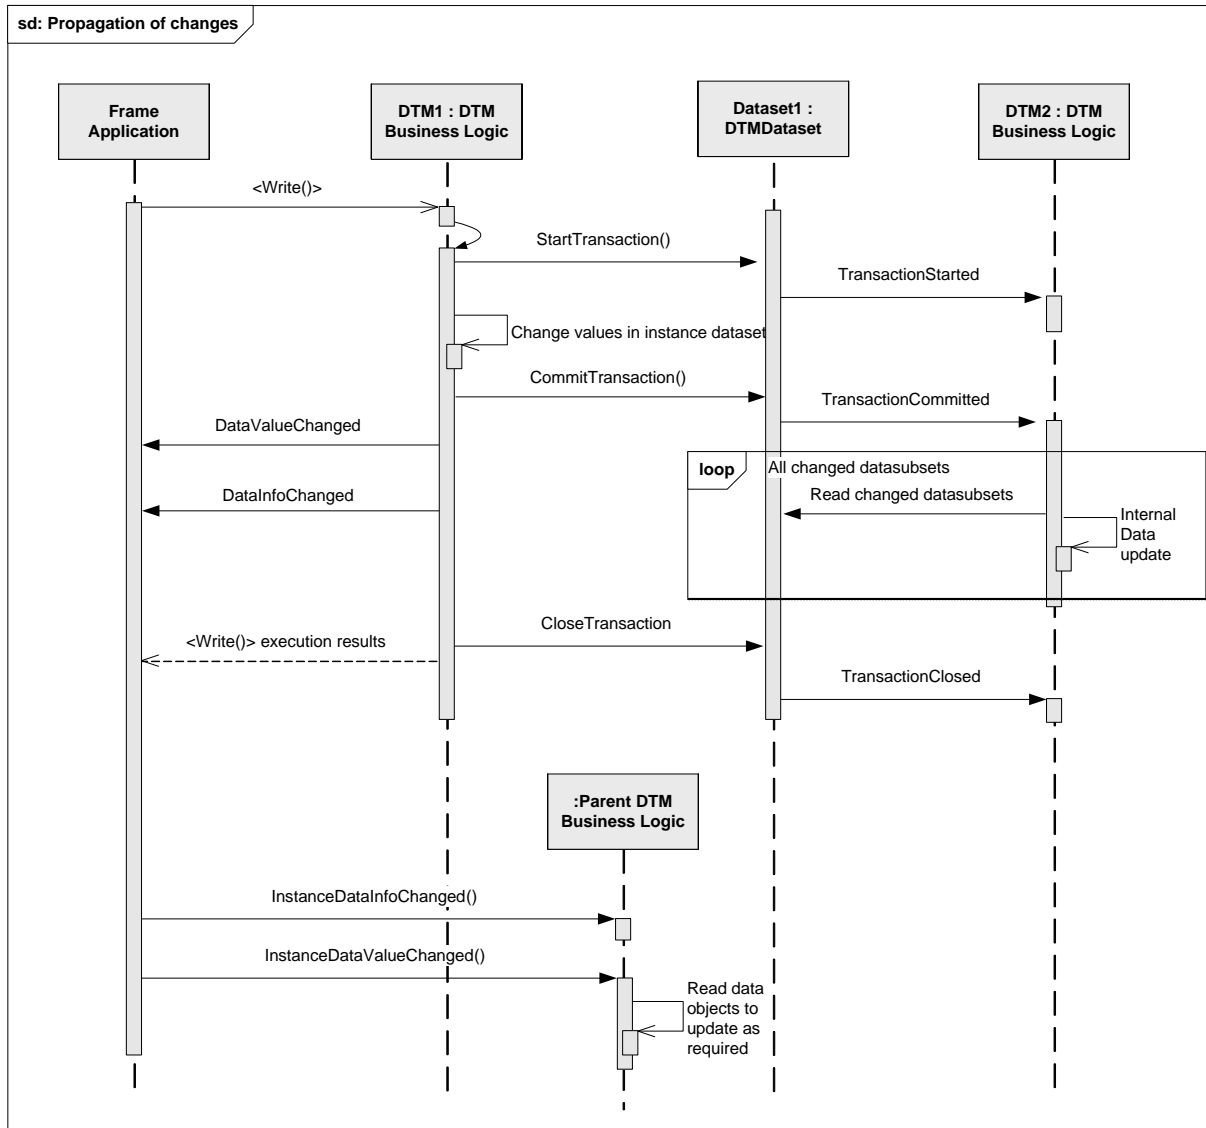 sd: Propagation of changes
Frame
Application
DTM1 : DTM
Business Logic
Dataset1 :
DTMDataset
DTM2 : DTM
Business Logic
<Write()>
StartTransaction()
TransactionStarted
Change values in instance dataset
CommitTransaction()
TransactionCommitted
DataValueChanged
loop
All changed datasubsets
DataInfoChanged
Read changed datasubsets
Internal
Data
update
<Write()> execution results
CloseTransaction
TransactionClosed
:Parent DTM
Business Logic
InstanceDataInfoChanged()
InstanceDataValueChanged()
Read data
objects to
update as
required